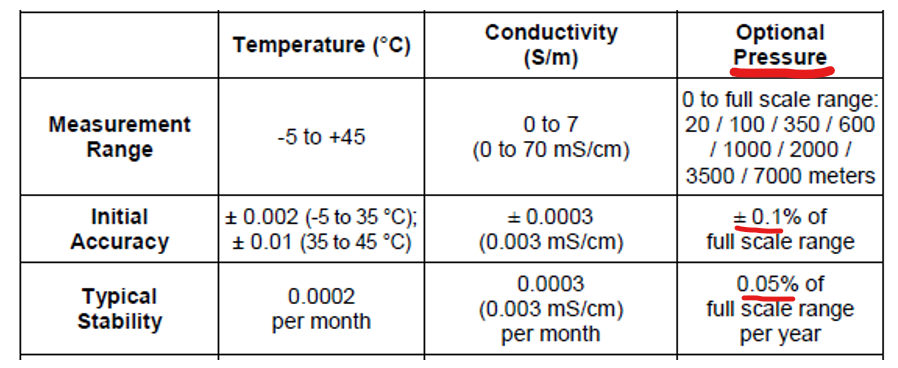 Temperature (°C)
Conductivity
(S/m)
Optional
Pressure
Measurement
Range
-5 to +45
0 to 7
(0 to 70 mS/cm)
0 to full scale range:
20 / 100 / 350 / 600
/ 1000 / 2000 /
3500 / 7000 meters
Initial
Accuracy
± 0.002 (-5 to 35 °C);
± 0.01 (35 to 45 °C)
± 0.0003
(0.003 mS/cm)
± 0.1% of
full scale range
Typical
Stability
0.0002
per month
0.0003
(0.003 mS/cm)
per month
0.05% of
full scale range
per year